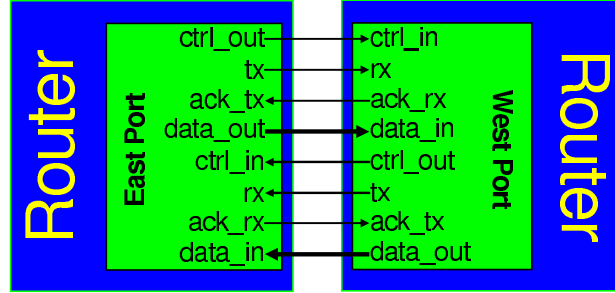 Router
East Port
ctrl_out
tx
ack_tx
data_out
ctrl_in
rx
ack_rx
data_in
ctrl_in
rx
ack_rx
data_in
ctrl_out
tx
ack_tx
data_out
West Port
Router